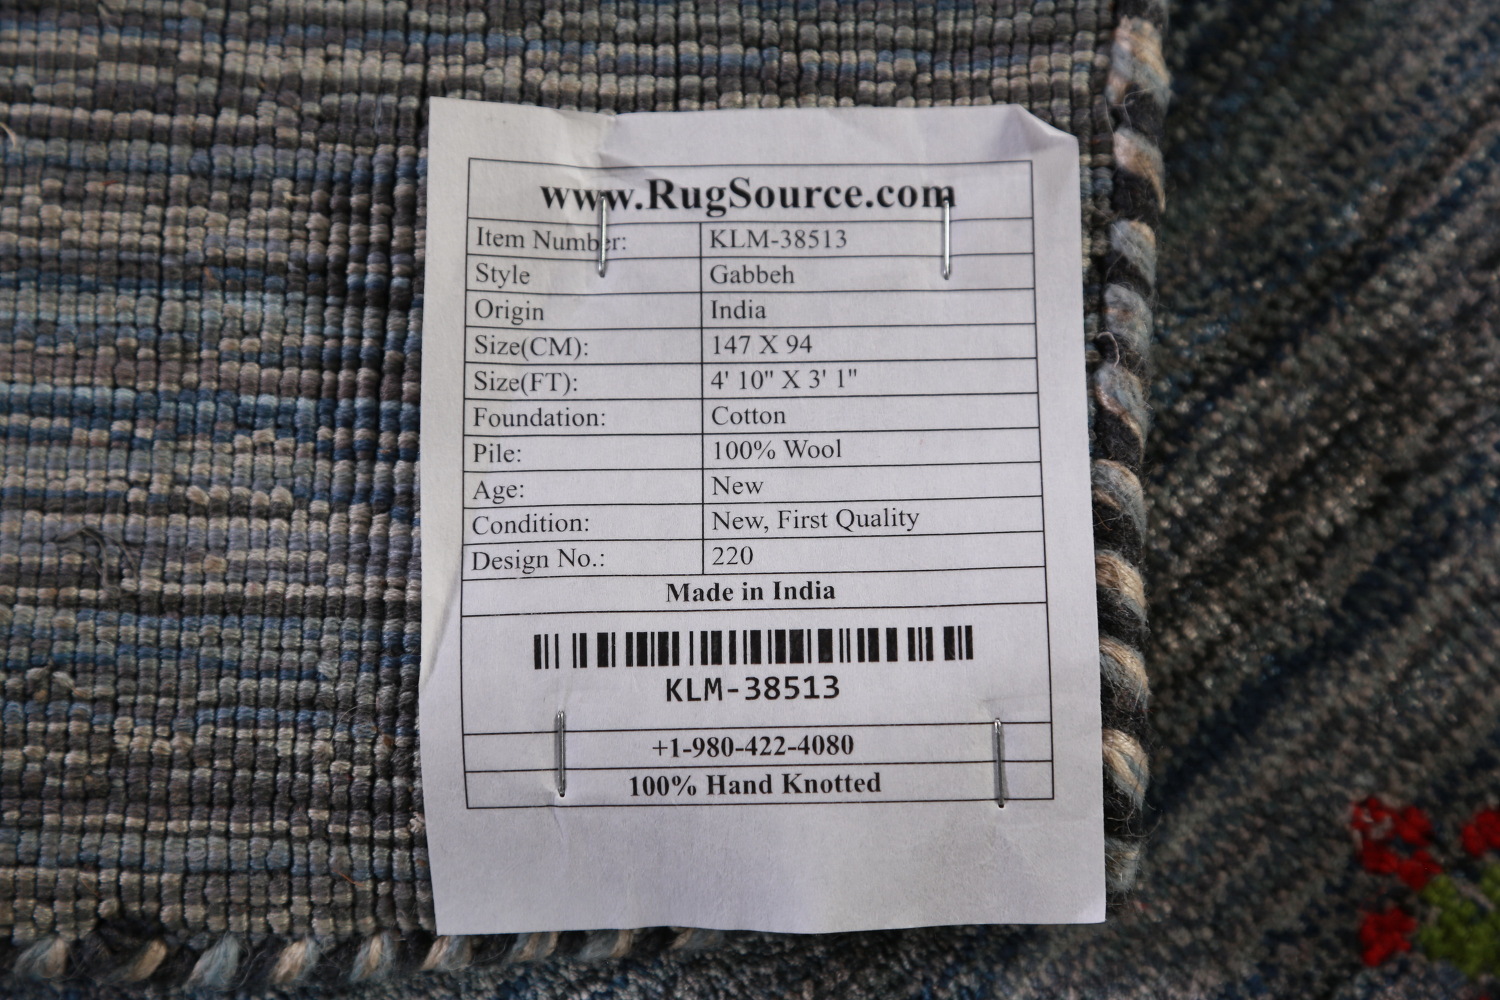 www.RugSource.com
Item Number: KLM-38513
Style Gabbeh
Origin India
Size(CM): 147 X 94
Size(FT): 4' 10" X 3' 1"
Foundation: Cotton
Pile: 100% Wool
Age: New
Condition: New, First Quality
Design No.: 220
Made in India
KLM-38513
+1-980-422-4080
100% Hand Knotted